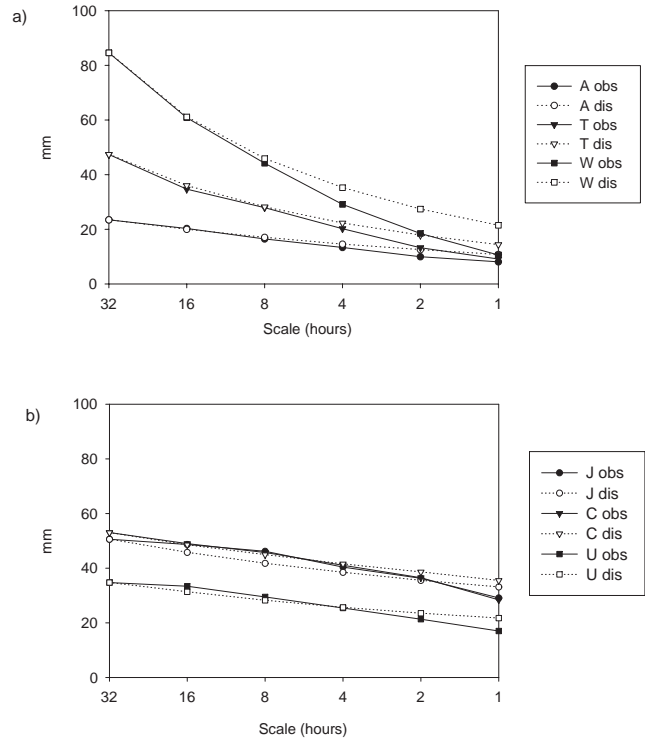 a)
100
80
60
40
20
0
mm
32 16 8 4 2 1
Scale (hours)
A obs
A dis
T obs
T dis
W obs
W dis
b)
100
80
60
40
20
0
mm
32 16 8 4 2 1
Scale (hours)
J obs
J dis
C obs
C dis
U obs
U dis